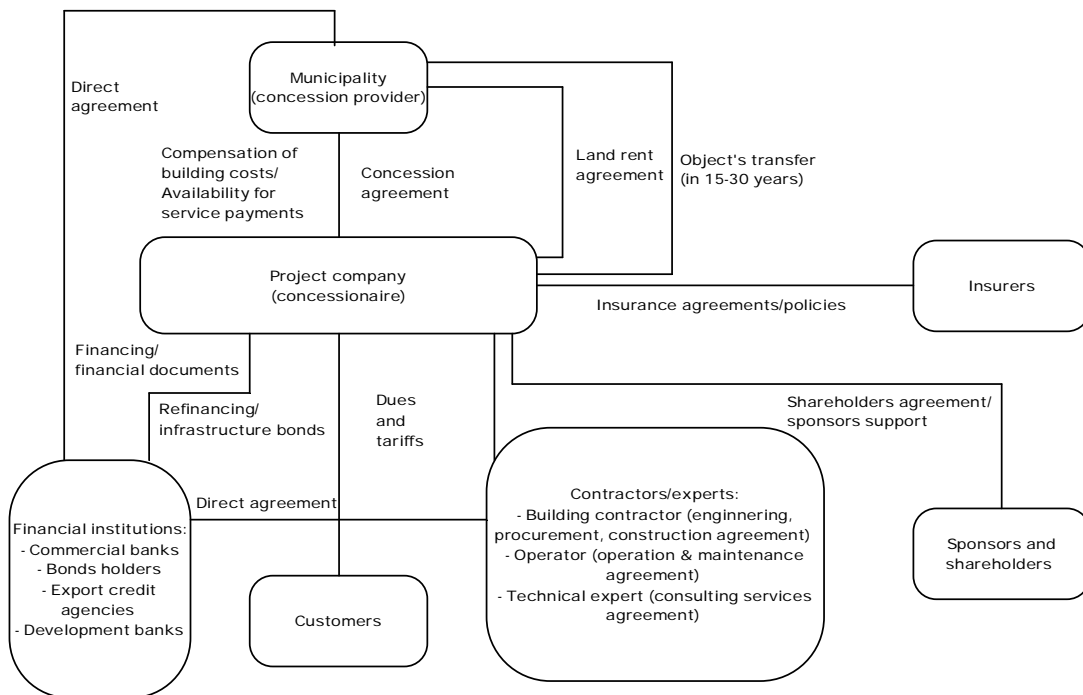 Municipality
(concession provider)
Direct
agreement
Compensation of
building costs/
Availability for
service payments
Concession
agreement
Land rent
agreement
Object's transfer
(in 15-30 years)
Project company
(concessionaire)
Insurance agreements/policies
Insurers
Financing/
financial documents
Refinancing/
infrastructure bonds
Dues
and
tariffs
Shareholders agreement/
sponsors support
Direct agreement
Financial institutions:
- Commercial banks
- Bonds holders
- Export credit
agencies
- Development banks
Customers
Contractors/experts:
- Building contractor (enginnering,
procurement, construction agreement)
- Operator (operation & maintenance
agreement)
- Technical expert (consulting services
agreement)
Sponsors and
shareholders